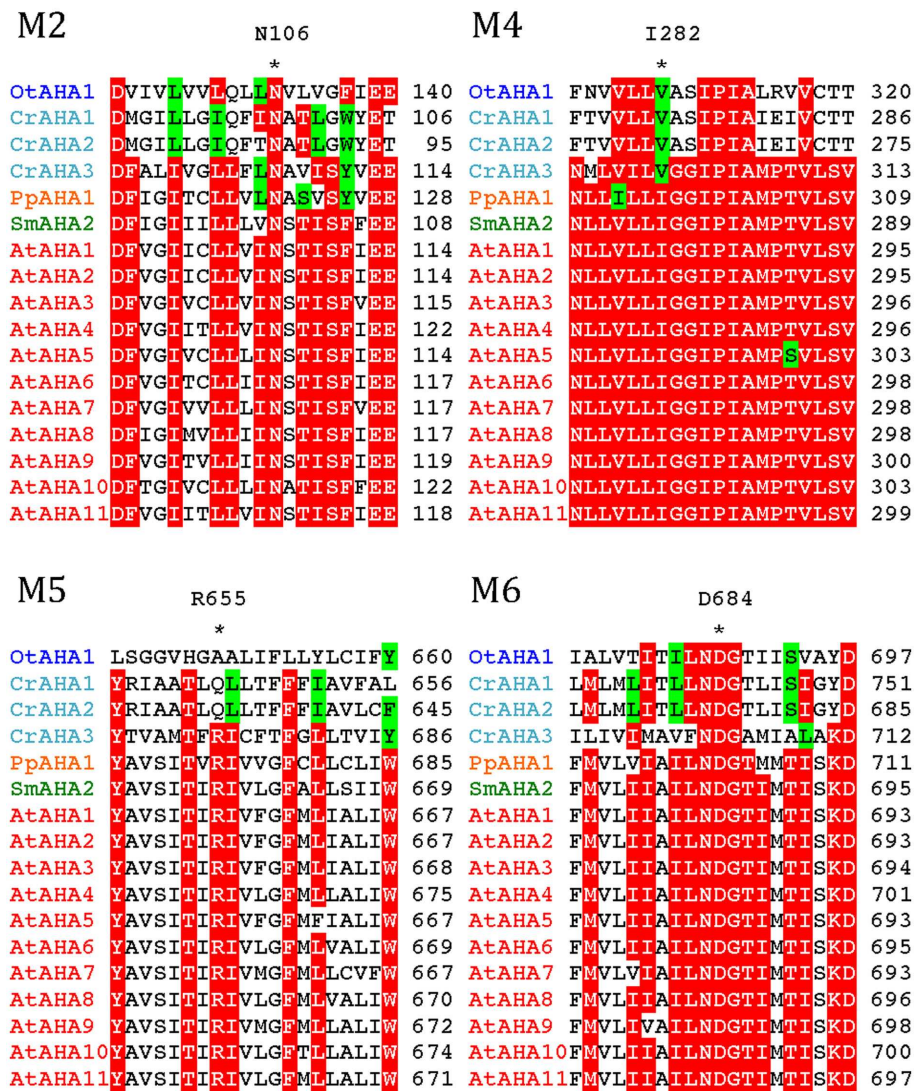 M2
N106
*
OtAHA1 DVIVLVVLQLLNVLVGFIEE 140
CrAHA1 DMGILLGIQFINATLGWYET 106
CrAHA2 DMGILLGIQFTNATLGWYET 95
CrAHA3 DFALIVGLLFLNAVISYVEE 114
PpAHA1 DFIGITCLLVLNASVSYVEE 128
SmAHA2 DFIGIIILLVNSTISFFEE 108
AtAHA1 DFVGIICLLVINSTISFIEE 114
AtAHA2 DFVGIICLLVINSTISFIEE 114
AtAHA3 DFVGIVCLLVINSTISFVEE 115
AtAHA4 DFVGIITLLVINSTISFIEE 122
AtAHA5 DFVGIVCLLVINSTISFIEE 114
AtAHA6 DFVGITCLLIINSTISFIEE 117
AtAHA7 DFVGIVVLLLINSTISFVEE 117
AtAHA8 DFIGIMVLLIINSTISFIEE 117
AtAHA9 DFVGITVLLIINSTISFIEE 119
AtAHA10 DFTGIVCLLLINATISFFEE 122
AtAHA11 DFVGIITLLVINSTISFIEE 118
M4
I282
*
OtAHA1 FNVVLLVASIPIALRVVCTT 320
CrAHA1 FTVVLLVASIPIAIEIVCTT 286
CrAHA2 FTVVLLVASIPIAIEIVCTT 275
CrAHA3 NMLVILVGGIPIAMPTVLSV 313
PpAHA1 NLLILLIGGIPIAMPTVLSV 309
SmAHA2 NLLVLLIGGIPIAMPTVLSV 289
AtAHA1 NLLVLLIGGIPIAMPTVLSV 295
AtAHA2 NLLVLLIGGIPIAMPTVLSV 295
AtAHA3 NLLVLLIGGIPIAMPTVLSV 296
AtAHA4 NLLVLLIGGIPIAMPTVLSV 296
AtAHA5 NLLVLLIGGIPIAMPSVLSV 303
AtAHA6 NLLVLLIGGIPIAMPTVLSV 298
AtAHA7 NLLVLLIGGIPIAMPTVLSV 298
AtAHA8 NLLVLLIGGIPIAMPTVLSV 298
AtAHA9 NLLVLLIGGIPIAMPTVLSV 300
AtAHA10 NLLVLLIGGIPIAMPTVLSV 303
AtAHA11 NLLVLLIGGIPIAMPTVLSV 299
M5
R655
*
OtAHA1 LSGGVHGAALIFLLYLCIFY 660
CrAHA1 YRIAATLQLLTFFFIAVFAL 656
CrAHA2 YRIAATLQLLTFFFIAVLCF 645
CrAHA3 YTVAMTFRICFTFGLLTVIY 686
PpAHA1 YAVSITVRIVVGFCLLCLIW 685
SmAHA2 YAVSITIRIVLGFALLSIIW 669
AtAHA1 YAVSITIRIVFGFMLIALIW 667
AtAHA2 YAVSITIRIVFGFMLIALIW 667
AtAHA3 YAVSITIRIVFGFMLIALIW 668
AtAHA4 YAVSITIRIVLGFMLLALIW 675
AtAHA5 YAVSITIRIVFGFMFIALIW 667
AtAHA6 YAVSITIRIVLGFMLVALIW 669
AtAHA7 YAVSITIRIVMGFMLLCVFW 667
AtAHA8 YAVSITIRIVLGFMLVALIW 670
AtAHA9 YAVSITIRIVMGFMLLALIW 672
AtAHA10 YAVSITIRIVLGFTLLALIW 674
AtAHA11 YAVSITIRIVLGFMLLALIW 671
M6
D684
*
OtAHA1 IALVTITILNDGTIISVAYD 697
CrAHA1 LMLMLITLLNDGTLISIGYD 751
CrAHA2 LMLMLITLLNDGTLISIGYD 685
CrAHA3 ILIVIMAVFNDGAMIALAKD 712
PpAHA1 FMVLVIAILNDGTMMTISKD 711
SmAHA2 FMVLIIAILNDGTIMTISKD 695
AtAHA1 FMVLIIAILNDGTIMTISKD 693
AtAHA2 FMVLIIAILNDGTIMTISKD 693
AtAHA3 FMVLIIAILNDGTIMTISKD 694
AtAHA4 FMVLIIAILNDGTIMTISKD 701
AtAHA5 FMVLIIAILNDGTIMTISKD 693
AtAHA6 FMVLIIAILNDGTIMTISKD 695
AtAHA7 FMVLVIAILNDGTIMTISKD 693
AtAHA8 FMVLIIAILNDGTIMTISKD 696
AtAHA9 FMVLIVAILNDGTIMTISKD 698
AtAHA10 FMVLIIAILNDGTIMTISKD 700
AtAHA11 FMVLIIAILNDGTIMTISKD 697